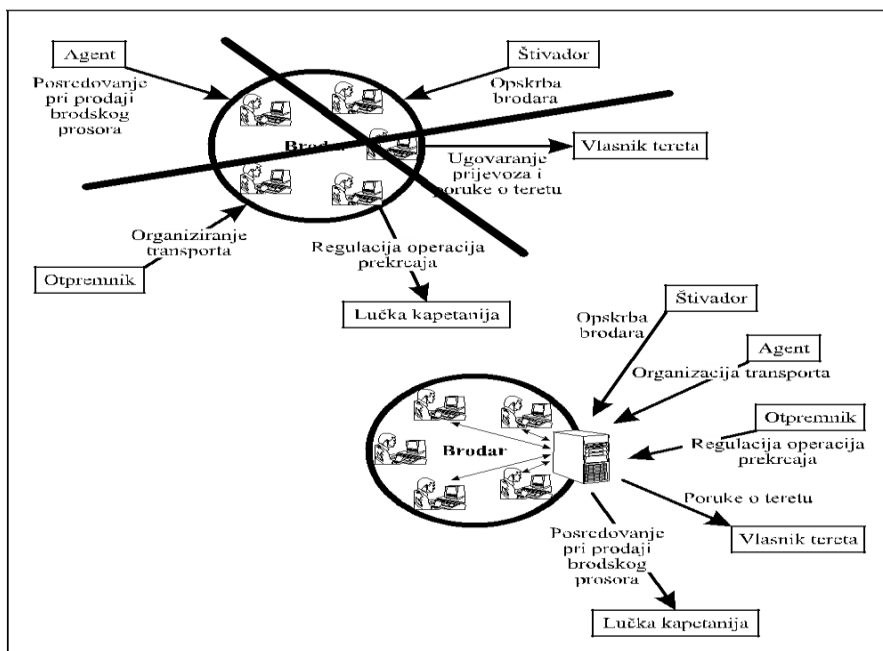 Agent
Posredovanje
pri prodaji
brodskog
prosora
Štivador
Opskrba
brodara
Brodar
Ugovaranje
prijevoza i
poruke o teretu
Vlasnik tereta
Organiziranje
transporta
Otpremnik
Regulacija operacija
prekrcaja
Lučka kapetanija
Štivador
Opskrba
brodara
Agent
Organizacija transporta
Otpremnik
Regulacija operacija
prekrcaja
Brodar
Poruke o teretu
Vlasnik tereta
Posredovanje
pri prodaji
brodskog
prosora
Lučka kapetanija